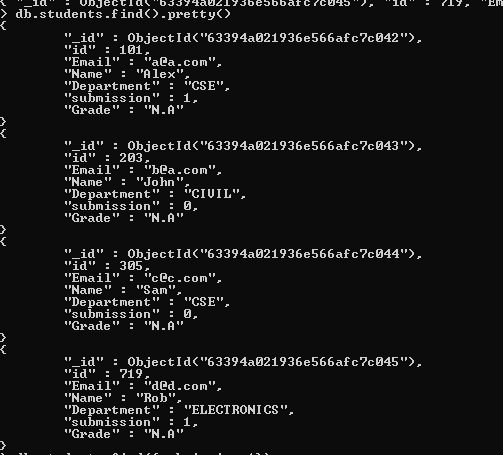 { "_id" : ObjectId("63394a021936e566afc7c045"), "id" : 719, "Em
> db.students.find().pretty()
{
"_id" : ObjectId("63394a021936e566afc7c042"),
"id" : 101,
"Email" : "a@a.com",
"Name" : "Alex",
"Department" : "CSE",
"submission" : 1,
"Grade" : "N.A"
}
{
"_id" : ObjectId("63394a021936e566afc7c043"),
"id" : 203,
"Email" : "b@a.com",
"Name" : "John",
"Department" : "CIVIL",
"submission" : 0,
"Grade" : "N.A"
}
{
"_id" : ObjectId("63394a021936e566afc7c044"),
"id" : 305,
"Email" : "c@c.com",
"Name" : "Sam",
"Department" : "CSE",
"submission" : 0,
"Grade" : "N.A"
}
{
"_id" : ObjectId("63394a021936e566afc7c045"),
"id" : 719,
"Email" : "d@d.com",
"Name" : "Rob",
"Department" : "ELECTRONICS",
"submission" : 1,
"Grade" : "N.A"
}